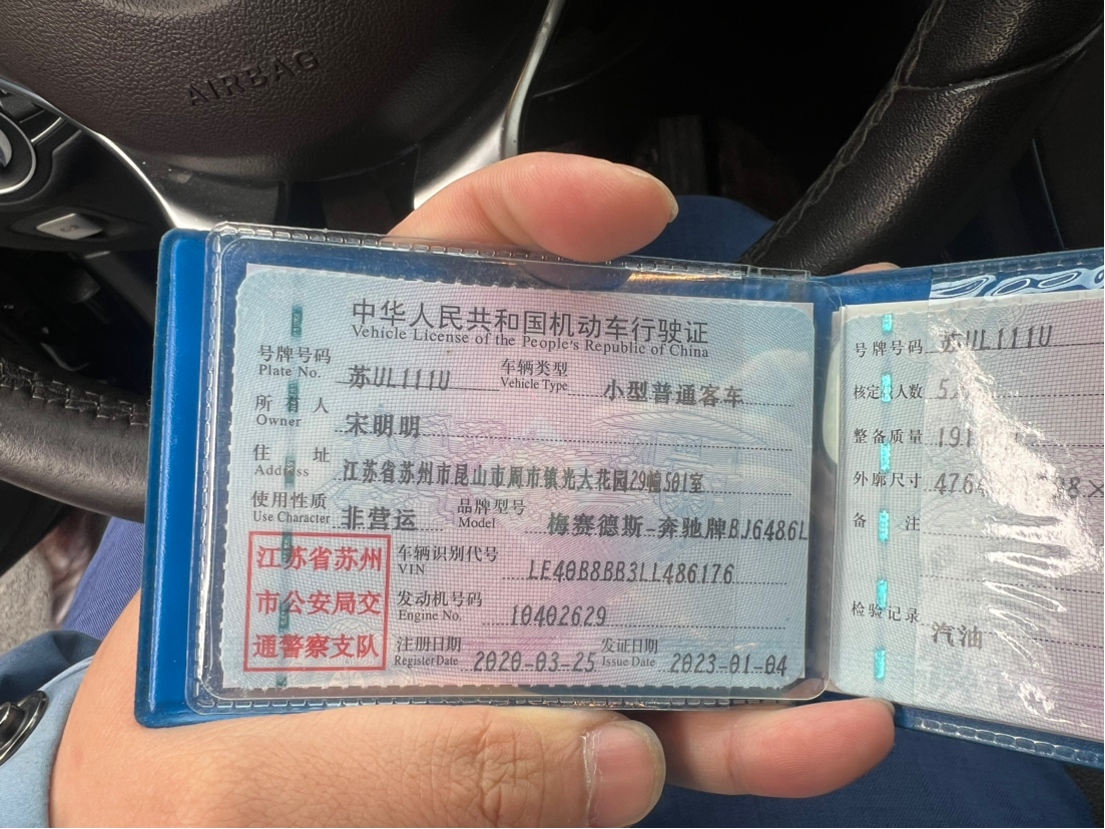 AIRBAG
中华人民共和国机动车行驶证
Vehicle License of the People's Republic of China
号牌号码 苏UL111U 车辆类型 小型普通客车
Plate No. Vehicle Type
所有人 宋明明
Owner
住址 江苏省苏州市昆山市周市镇光大花园29幢501室
Address
使用性质 非营运 品牌型号 梅赛德斯-奔驰牌BJ6486L
Use Character Model
江苏省苏州
市公安局交
通警察支队
车辆识别代号 LE40B8BB3LL486176
VIN
发动机号码 10402629
Engine No.
注册日期 2020-03-25 发证日期 2023-01-04
Register Date Issue Date
号牌号码 苏UL111U
核定载人数 5
整备质量 191
外廓尺寸 476
备注
检验记录
汽油